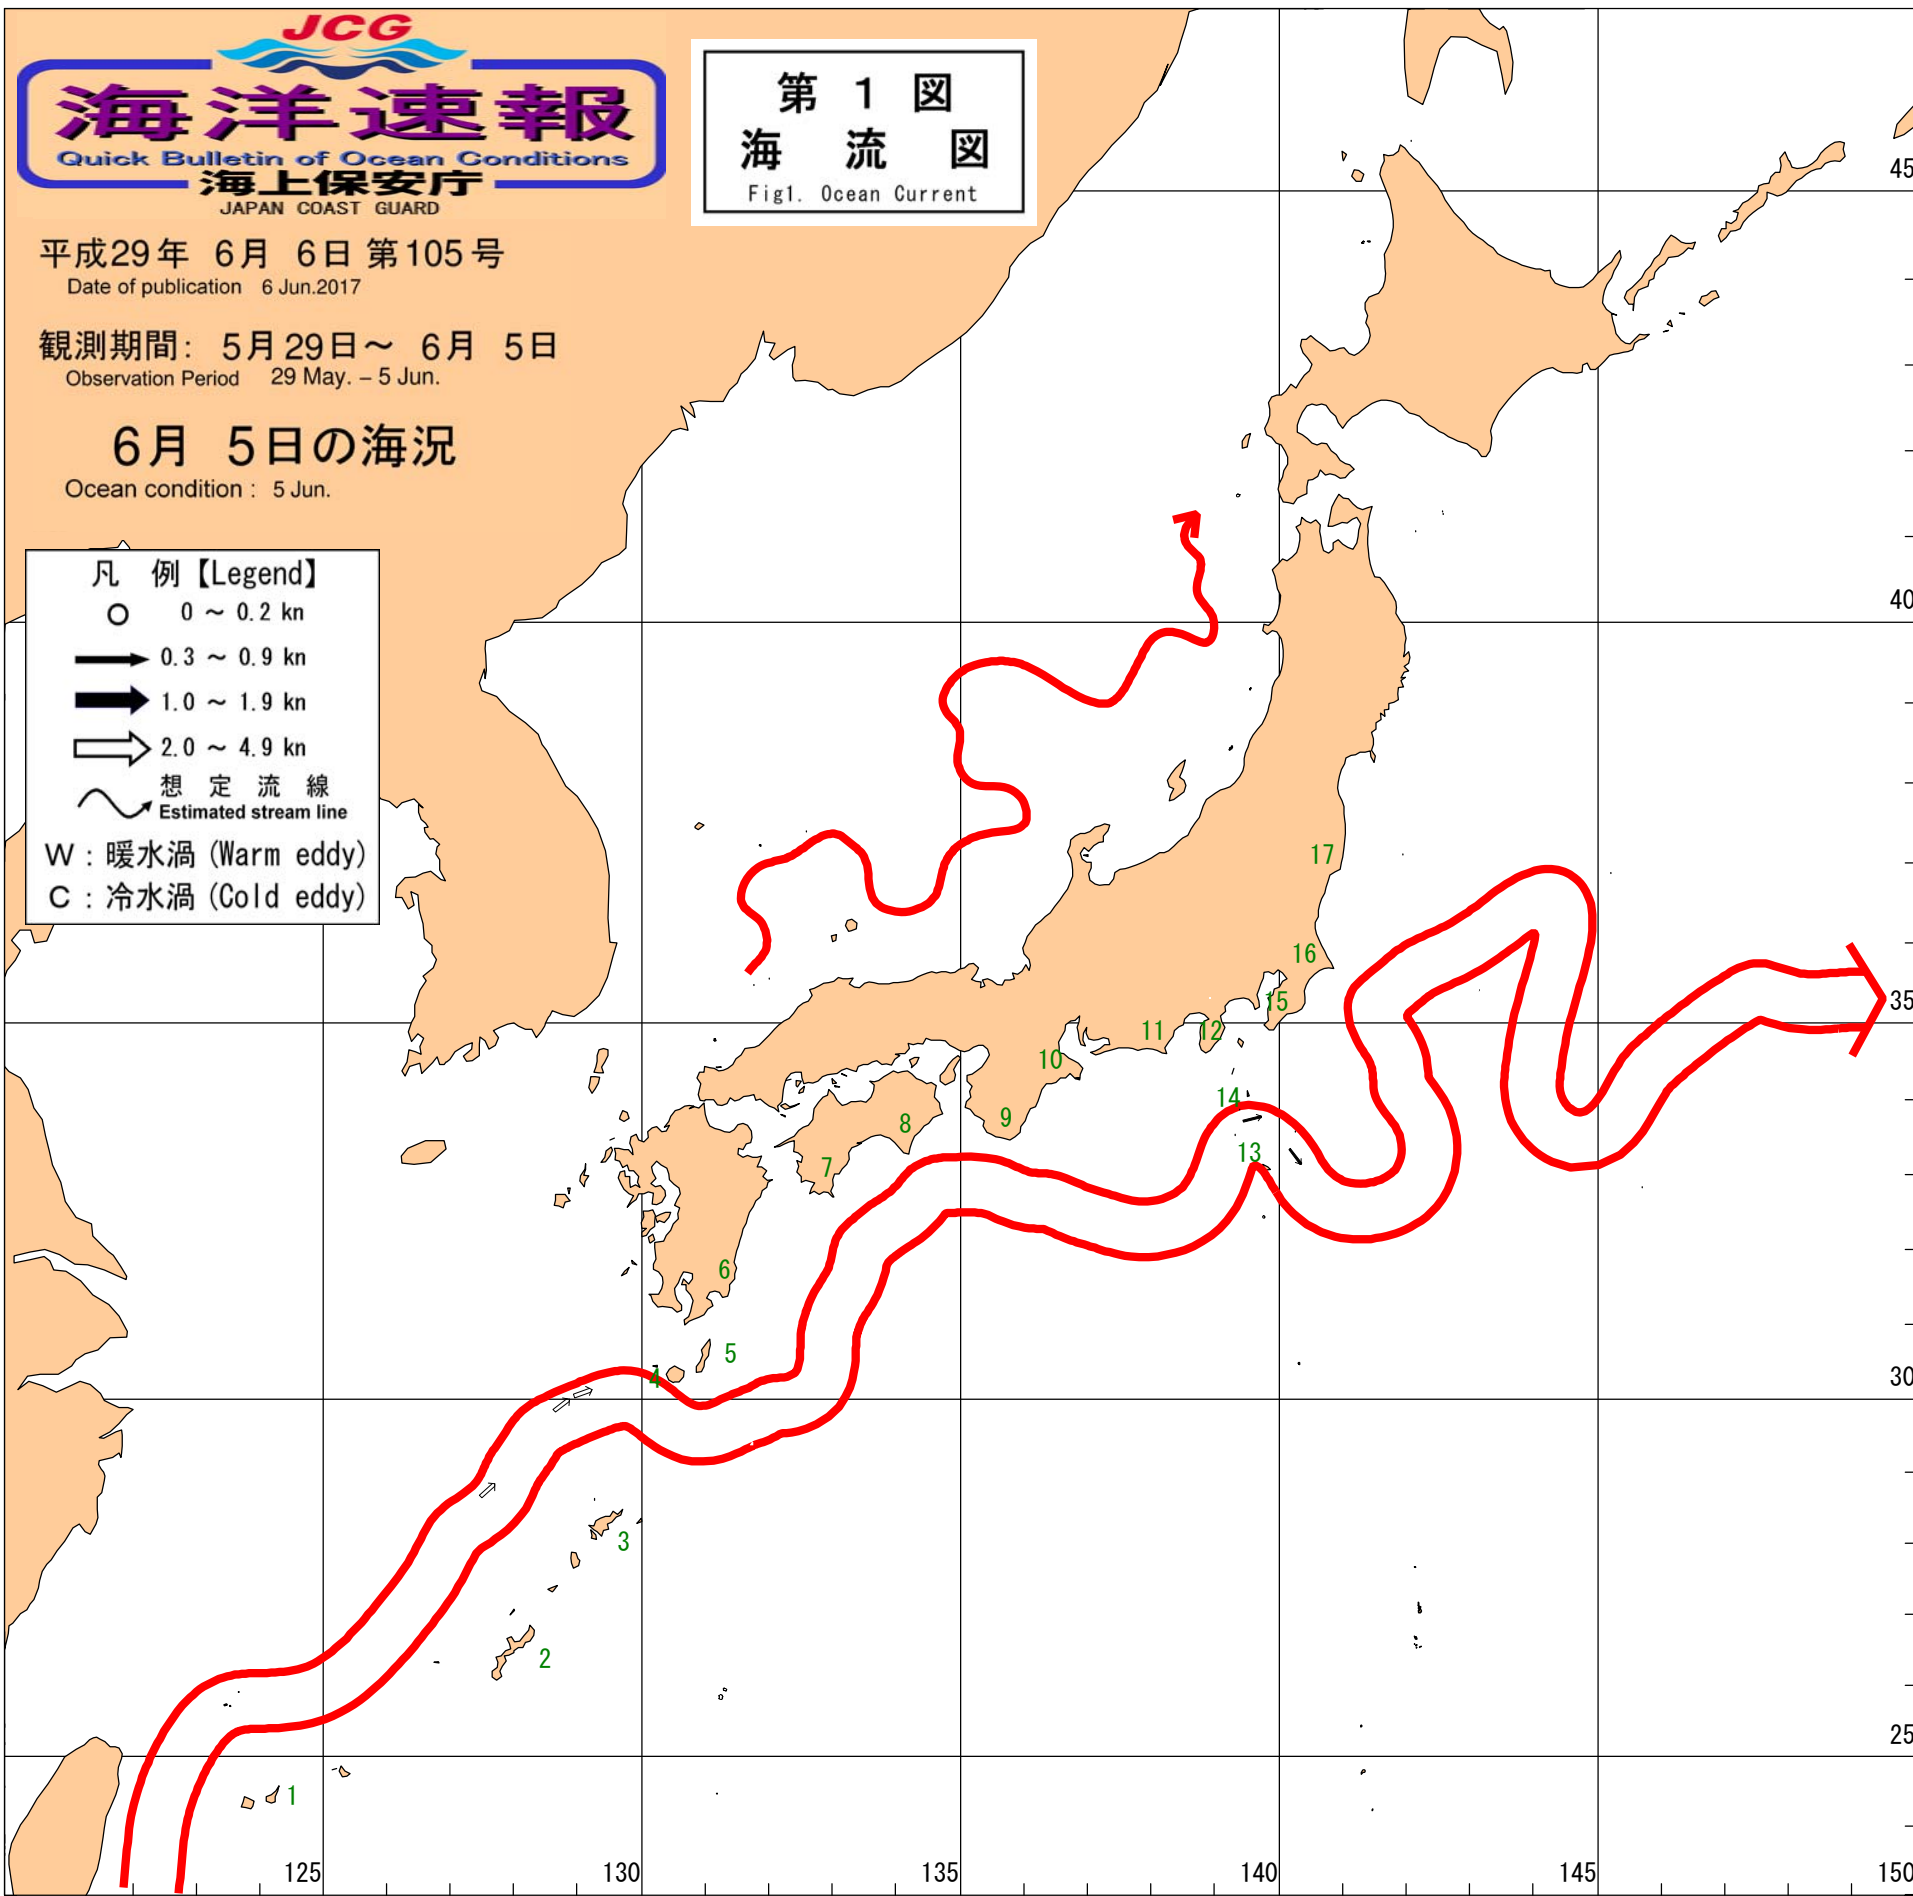 JCG
海洋速報
Quick Bulletin of Ocean Conditions
海上保安庁
JAPAN COAST GUARD
第 1 図
海 流 図
Fig1. Ocean Current
平成29年 6月 6日 第105号
Date of publication 6 Jun.2017
観測期間: 5月29日～ 6月 5日
Observation Period 29 May. – 5 Jun.
6月 5日の海況
Ocean condition : 5 Jun.
凡 例【Legend】
0 ～ 0.2 kn
0.3 ～ 0.9 kn
1.0 ～ 1.9 kn
2.0 ～ 4.9 kn
想 定 流 線
Estimated stream line
W : 暖水渦 (Warm eddy)
C : 冷水渦 (Cold eddy)
45
40
35
30
25
17
16
15
12
11
10
14
13
9
8
7
6
5
4
3
2
1
125
130
135
140
145
150